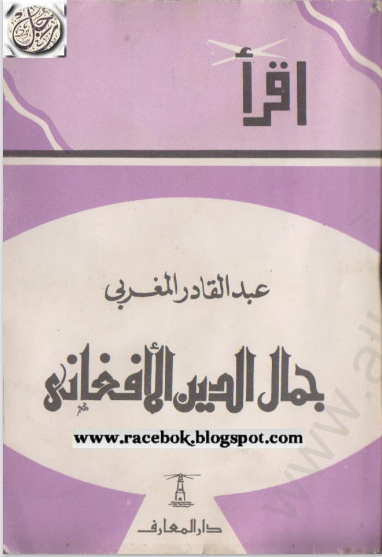 اقرأ
عبد القادر المغربي
جمال الدين الأفغاني
www.racebok.blogspot.com
دار المعارف